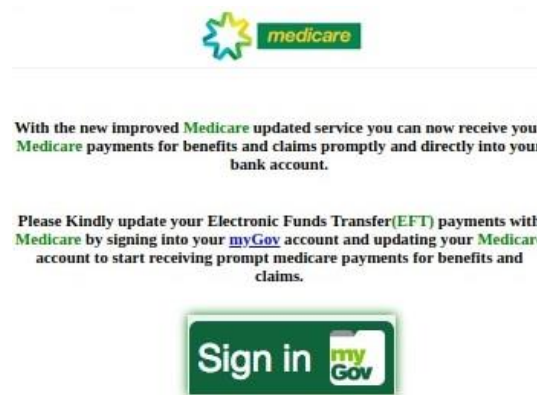 medicare
With the new improved Medicare updated service you can now receive you
Medicare payments for benefits and claims promptly and directly into your
bank account.
Please Kindly update your Electronic Funds Transfer(EFT) payments with
Medicare by signing into your myGov account and updating your Medicare
account to start receiving prompt medicare payments for benefits and
claims.
Sign in my
Gov